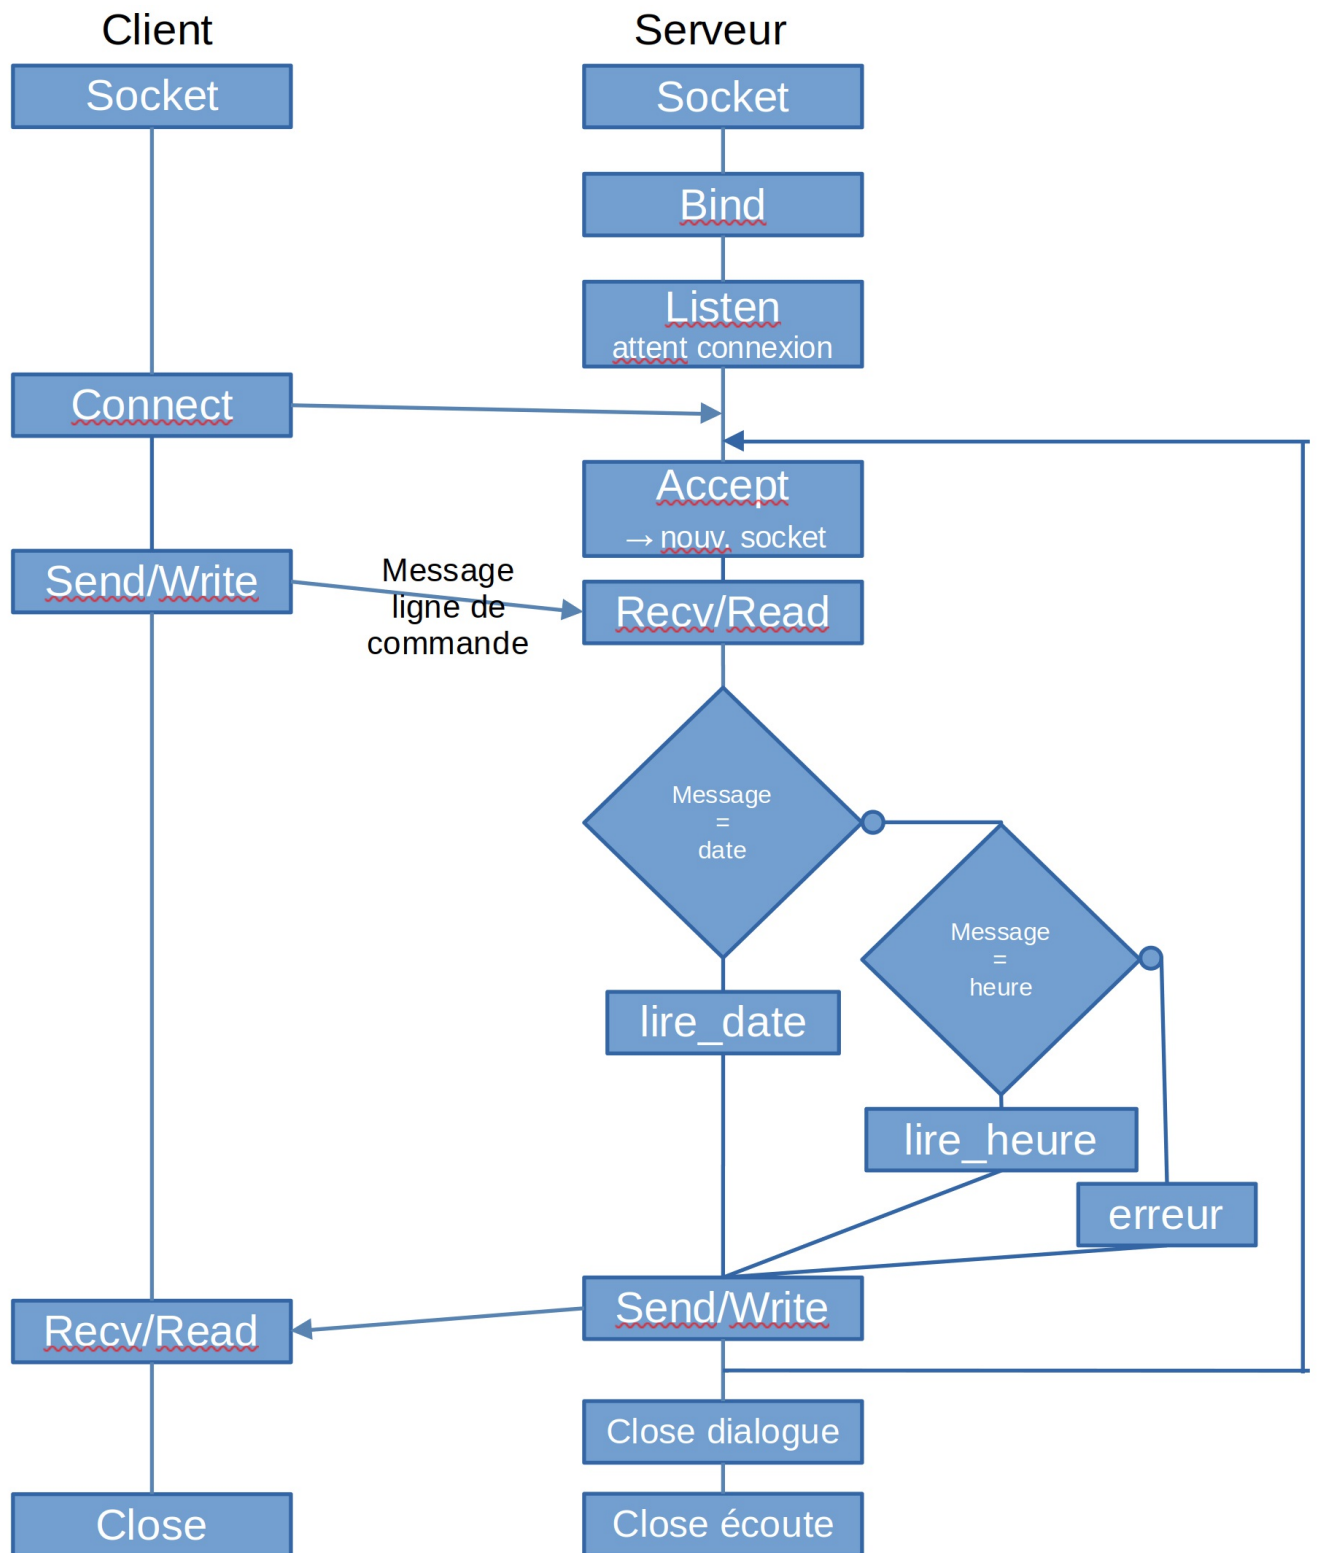 Client
Serveur
Socket
Socket
Bind
Listen
attent connexion
Connect
Accept
→ nouv. socket
Send/Write
Message
ligne de
commande
Recv/Read
Message
=
date
Message
=
heure
lire_date
lire_heure
erreur
Send/Write
Recv/Read
Close dialogue
Close
Close écoute